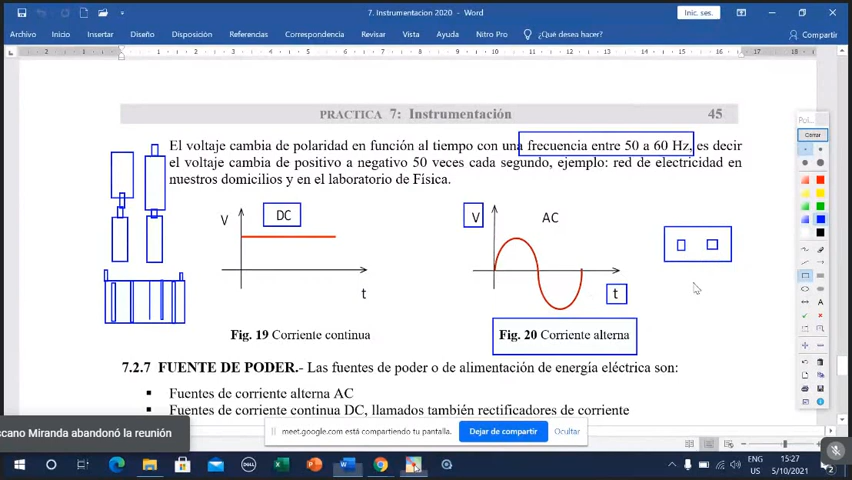 7. Instrumentacion 2020 - Word
Inic. ses.
Archivo Inicio Insertar Diseño Disposición Referencias Correspondencia Revisar Vista Ayuda Nitro Pro ¿Qué desea hacer? Compartir
PRACTICA 7: Instrumentación 45
El voltaje cambia de polaridad en función al tiempo con una frecuencia entre 50 a 60 Hz, es decir
el voltaje cambia de positivo a negativo 50 veces cada segundo, ejemplo: red de electricidad en
nuestros domicilios y en el laboratorio de Física.
V DC V AC
t t
Fig. 19 Corriente continua Fig. 20 Corriente alterna
7.2.7 FUENTE DE PODER.- Las fuentes de poder o de alimentación de energía eléctrica son:
▪ Fuentes de corriente alterna AC
▪ Fuentes de corriente continua DC, llamados también rectificadores de corriente
scano Miranda abandonó la reunión
meet.google.com está compartiendo tu pantalla. Dejar de compartir Ocultar
ENG
US
15:27
5/10/2021